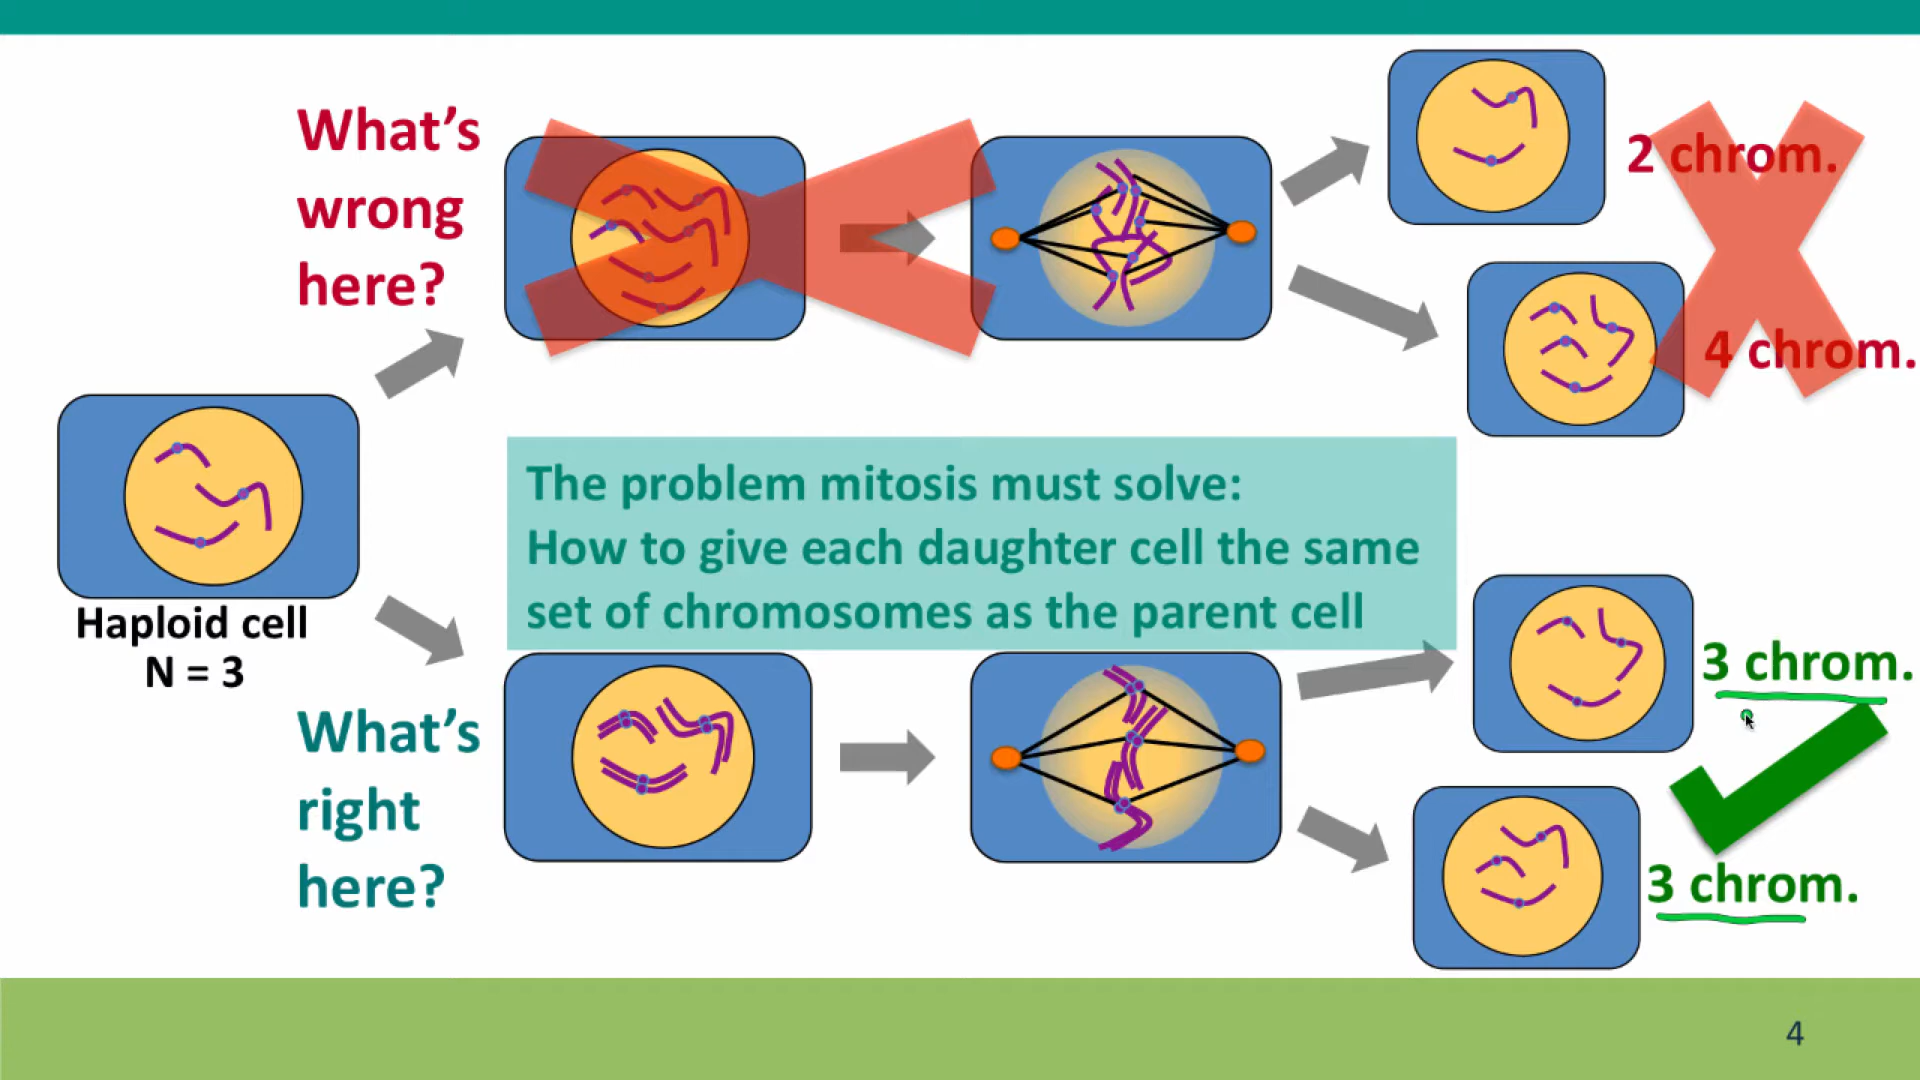 What's
wrong
here?
2 chrom.
4 chrom.
The problem mitosis must solve:
How to give each daughter cell the same
set of chromosomes as the parent cell
Haploid cell
N = 3
What's
right
here?
3 chrom.
3 chrom.
4